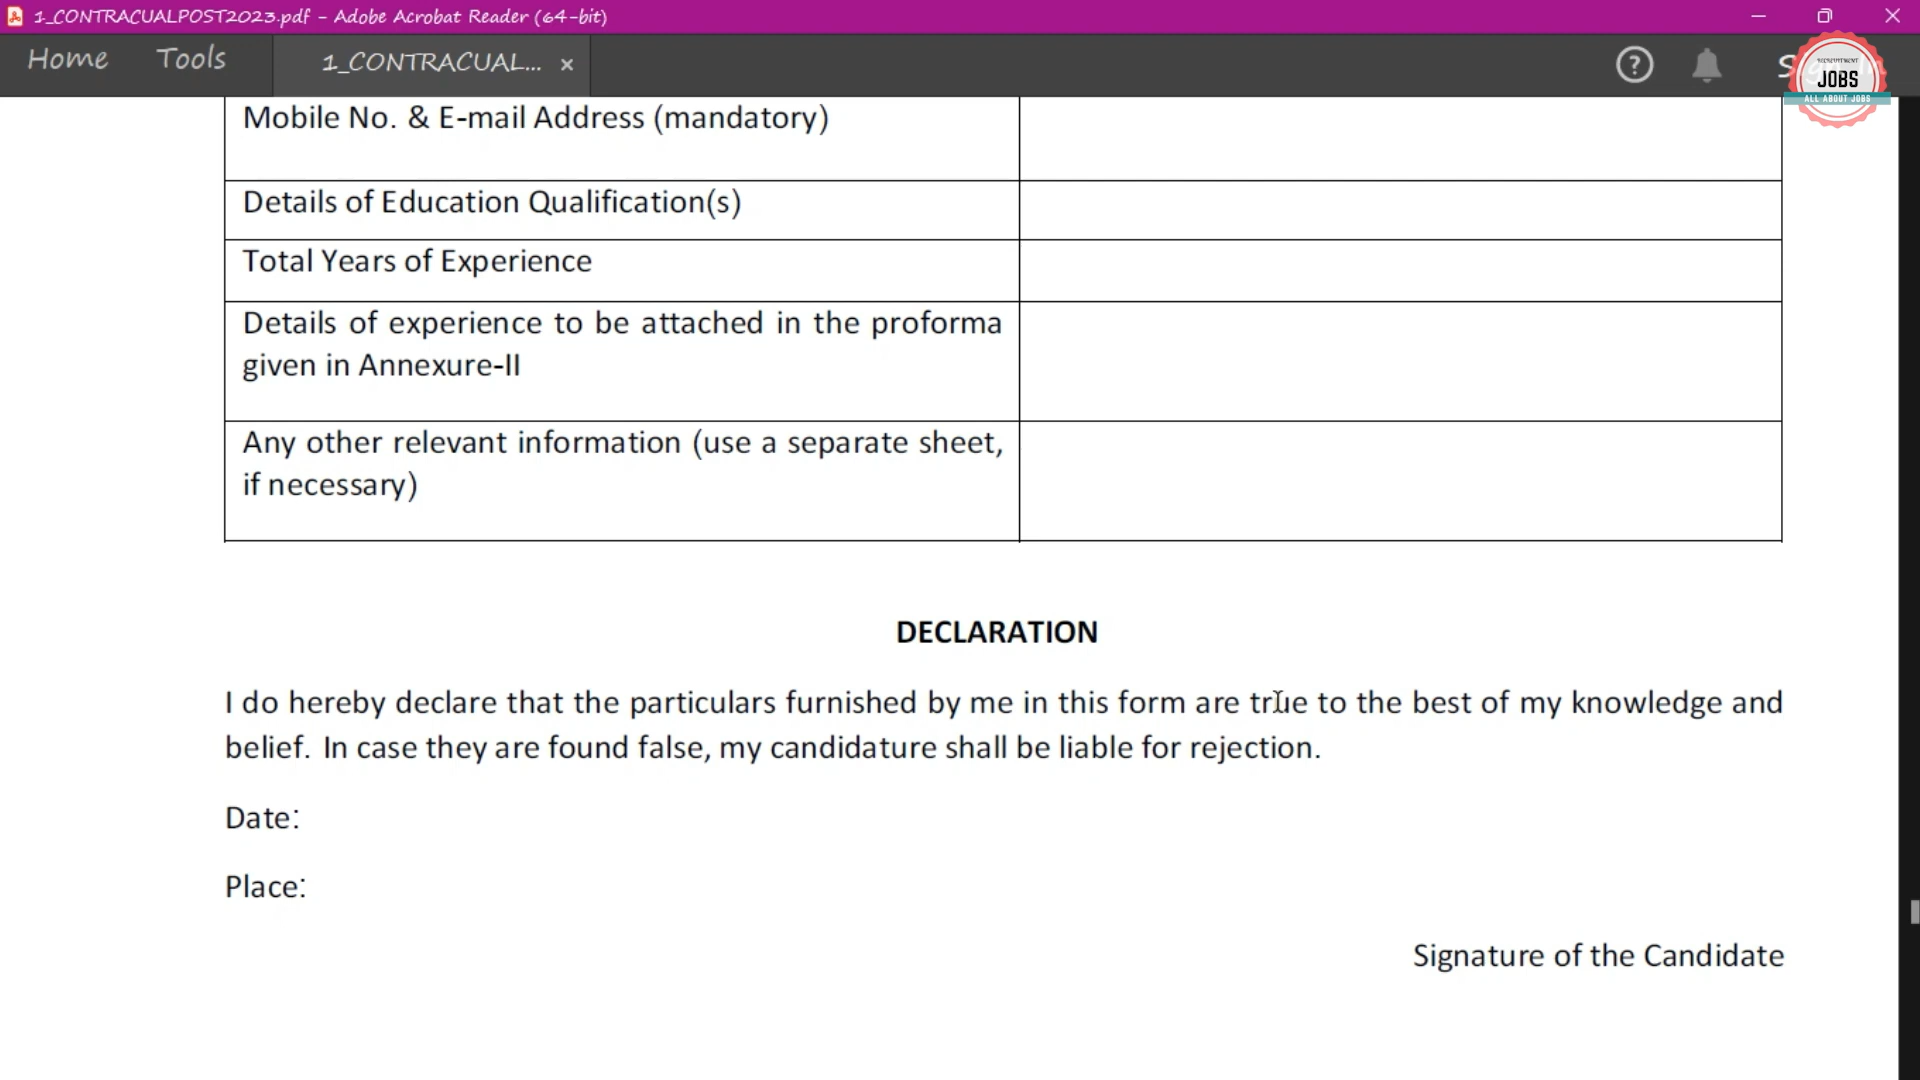 1_CONTRACUALPOST2023.pdf - Adobe Acrobat Reader (64-bit)
Home Tools 1_CONTRACUAL... ×
RECRUITMENT
JOBS
ALL ABOUT JOBS
Mobile No. & E-mail Address (mandatory)
Details of Education Qualification(s)
Total Years of Experience
Details of experience to be attached in the proforma
given in Annexure-II
Any other relevant information (use a separate sheet,
if necessary)
DECLARATION
I do hereby declare that the particulars furnished by me in this form are true to the best of my knowledge and
belief. In case they are found false, my candidature shall be liable for rejection.
Date:
Place:
Signature of the Candidate